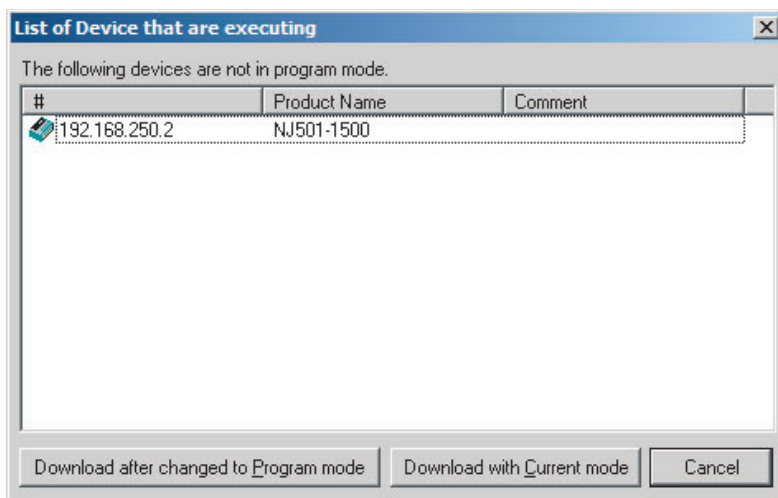 List of Device that are executing
The following devices are not in program mode.
# Product Name Comment
192.168.250.2 NJ501-1500
Download after changed to Program mode Download with Current mode Cancel